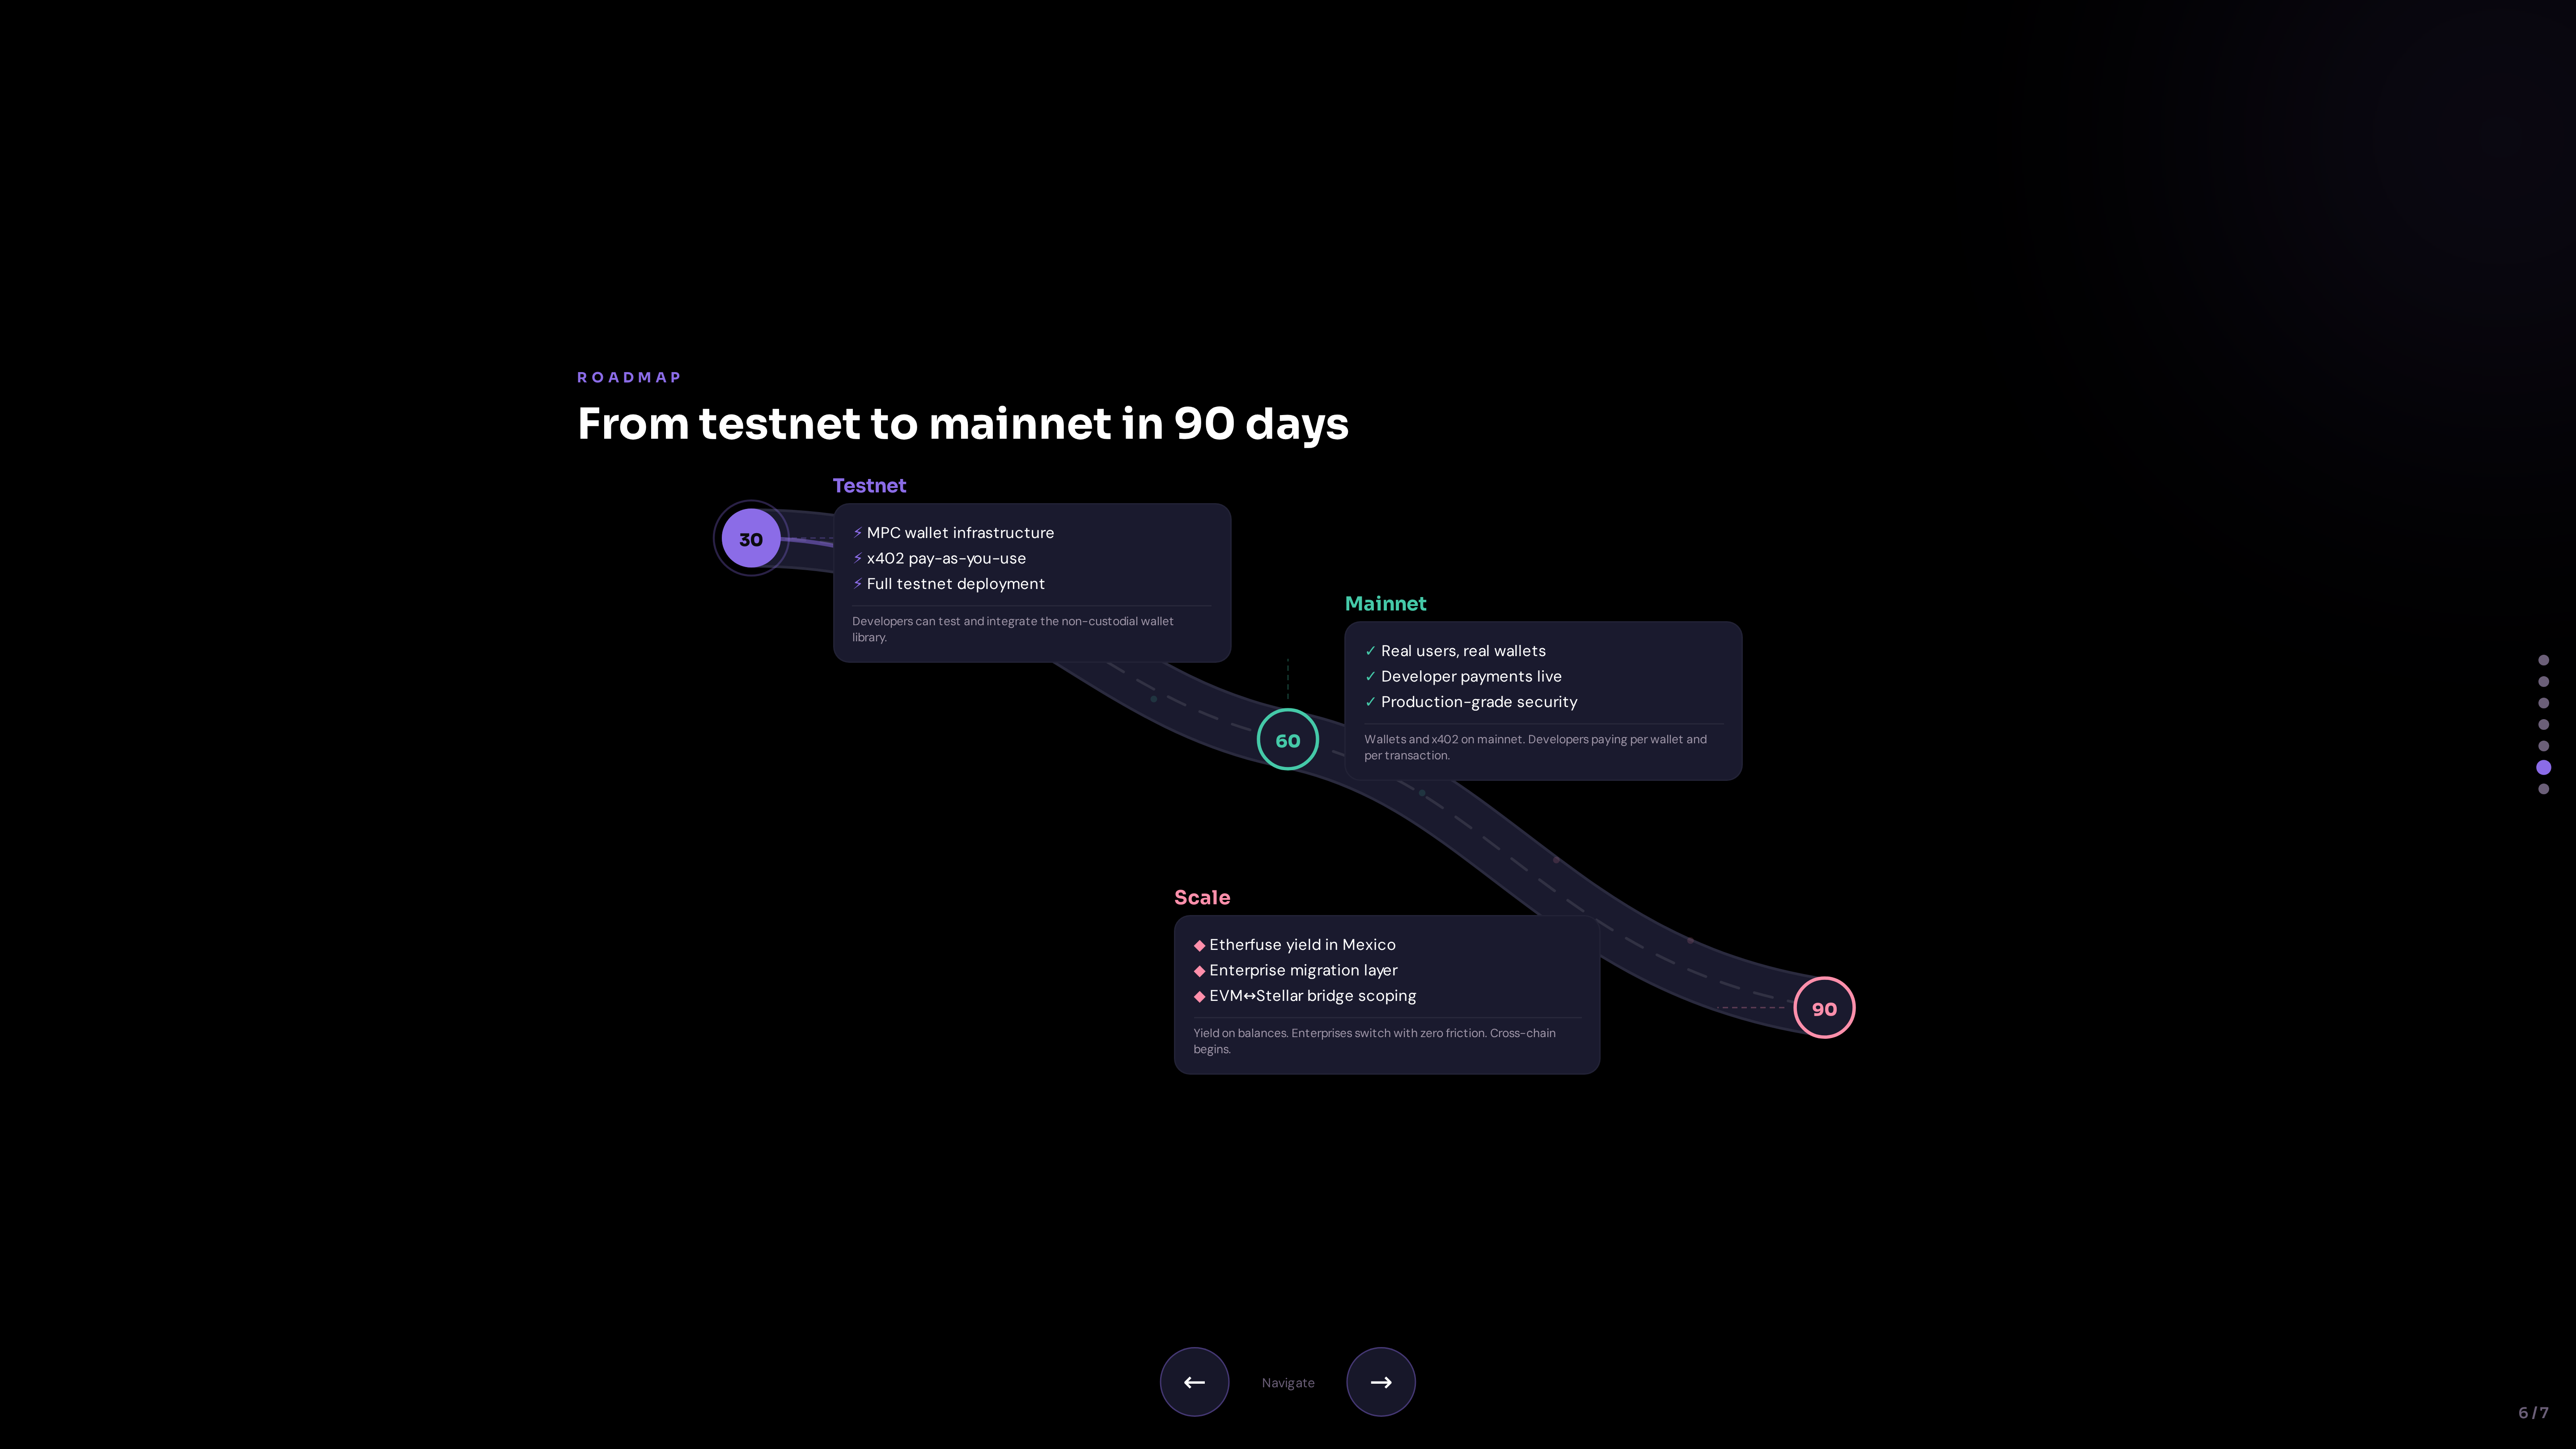 ROADMAP
From testnet to mainnet in 90 days
30
Testnet
⚡ MPC wallet infrastructure
⚡ x402 pay-as-you-use
⚡ Full testnet deployment
Developers can test and integrate the non-custodial wallet
library.
60
Mainnet
✓ Real users, real wallets
✓ Developer payments live
✓ Production-grade security
Wallets and x402 on mainnet. Developers paying per wallet and
per transaction.
Scale
◆ Etherfuse yield in Mexico
◆ Enterprise migration layer
◆ EVM↔Stellar bridge scoping
Yield on balances. Enterprises switch with zero friction. Cross-chain
begins.
90
← Navigate →
6 / 7